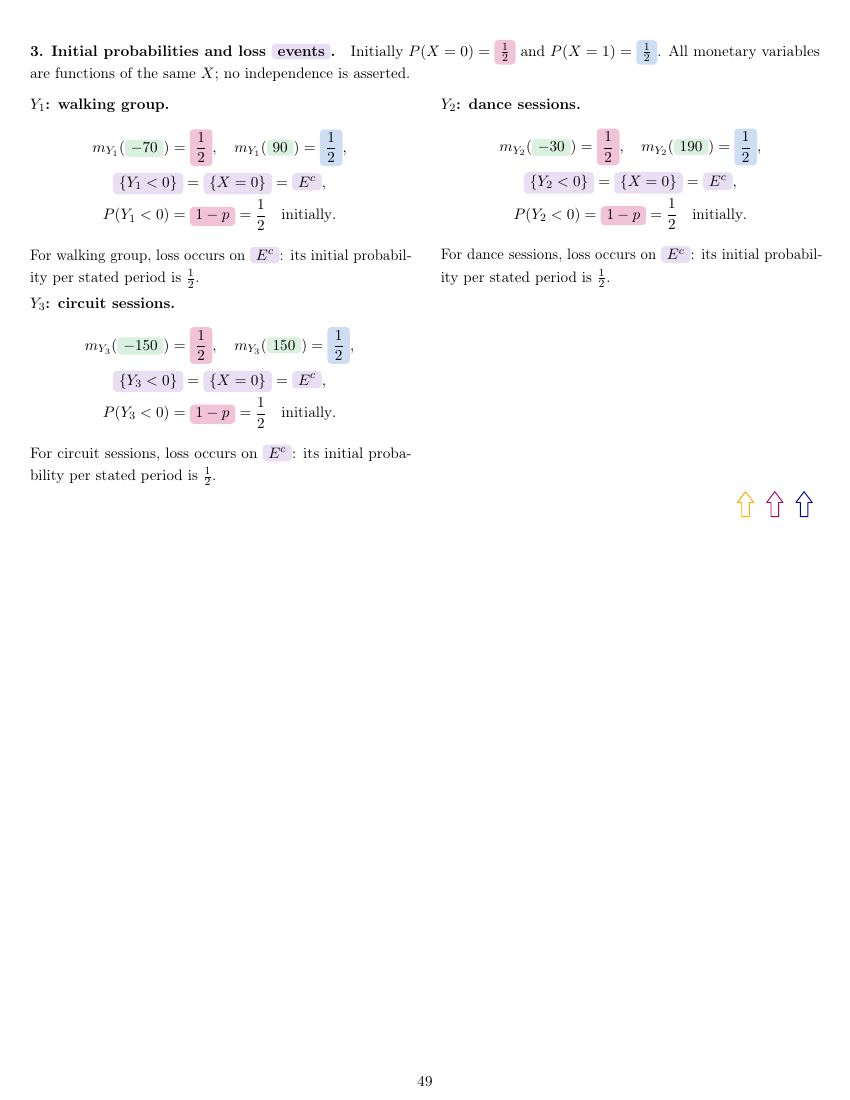 3. Initial probabilities and loss events. Initially P(X = 0) = 1/2 and P(X = 1) = 1/2. All monetary variables
are functions of the same X; no independence is asserted.
Y₁: walking group.
m_{Y₁}(−70) = 1/2, m_{Y₁}(90) = 1/2,
{Y₁ < 0} = {X = 0} = Eᶜ,
P(Y₁ < 0) = 1 − p = 1/2 initially.
For walking group, loss occurs on Eᶜ: its initial probabil-
ity per stated period is 1/2.
Y₃: circuit sessions.
m_{Y₃}(−150) = 1/2, m_{Y₃}(150) = 1/2,
{Y₃ < 0} = {X = 0} = Eᶜ,
P(Y₃ < 0) = 1 − p = 1/2 initially.
For circuit sessions, loss occurs on Eᶜ: its initial proba-
bility per stated period is 1/2.
Y₂: dance sessions.
m_{Y₂}(−30) = 1/2, m_{Y₂}(190) = 1/2,
{Y₂ < 0} = {X = 0} = Eᶜ,
P(Y₂ < 0) = 1 − p = 1/2 initially.
For dance sessions, loss occurs on Eᶜ: its initial probabil-
ity per stated period is 1/2.
49